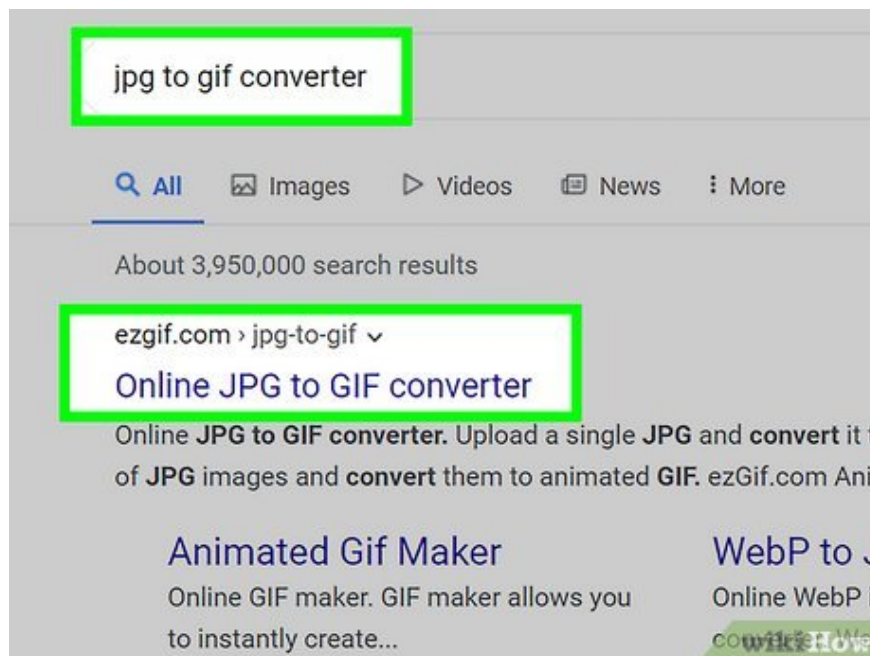 jpg to gif converter
All Images Videos News More
About 3,950,000 search results
ezgif.com › jpg-to-gif
Online JPG to GIF converter
Online JPG to GIF converter. Upload a single JPG and convert it
of JPG images and convert them to animated GIF. ezGif.com Ani
Animated Gif Maker
WebP to
Online GIF maker. GIF maker allows you
Online WebP
to instantly create...
wikiHow